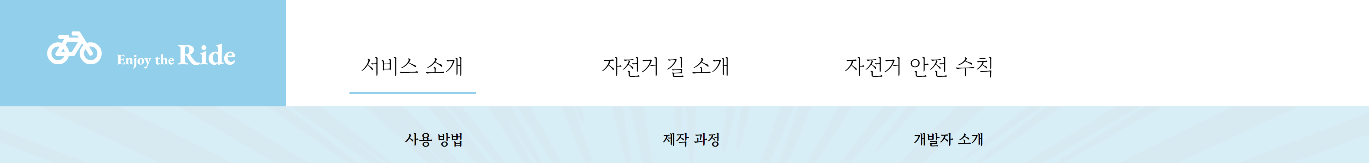 Enjoy the Ride
서비스 소개
자전거 길 소개
자전거 안전 수칙
사용 방법
제작 과정
개발자 소개